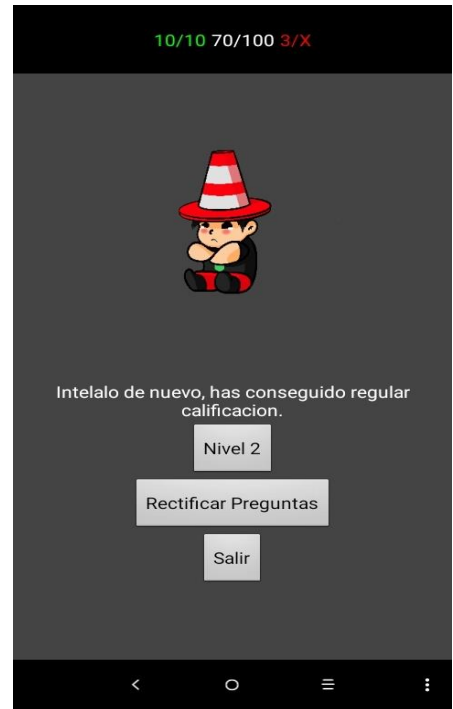 10/10 70/100 3/X
Intelalo de nuevo, has conseguido regular
calificacion.
Nivel 2
Rectificar Preguntas
Salir